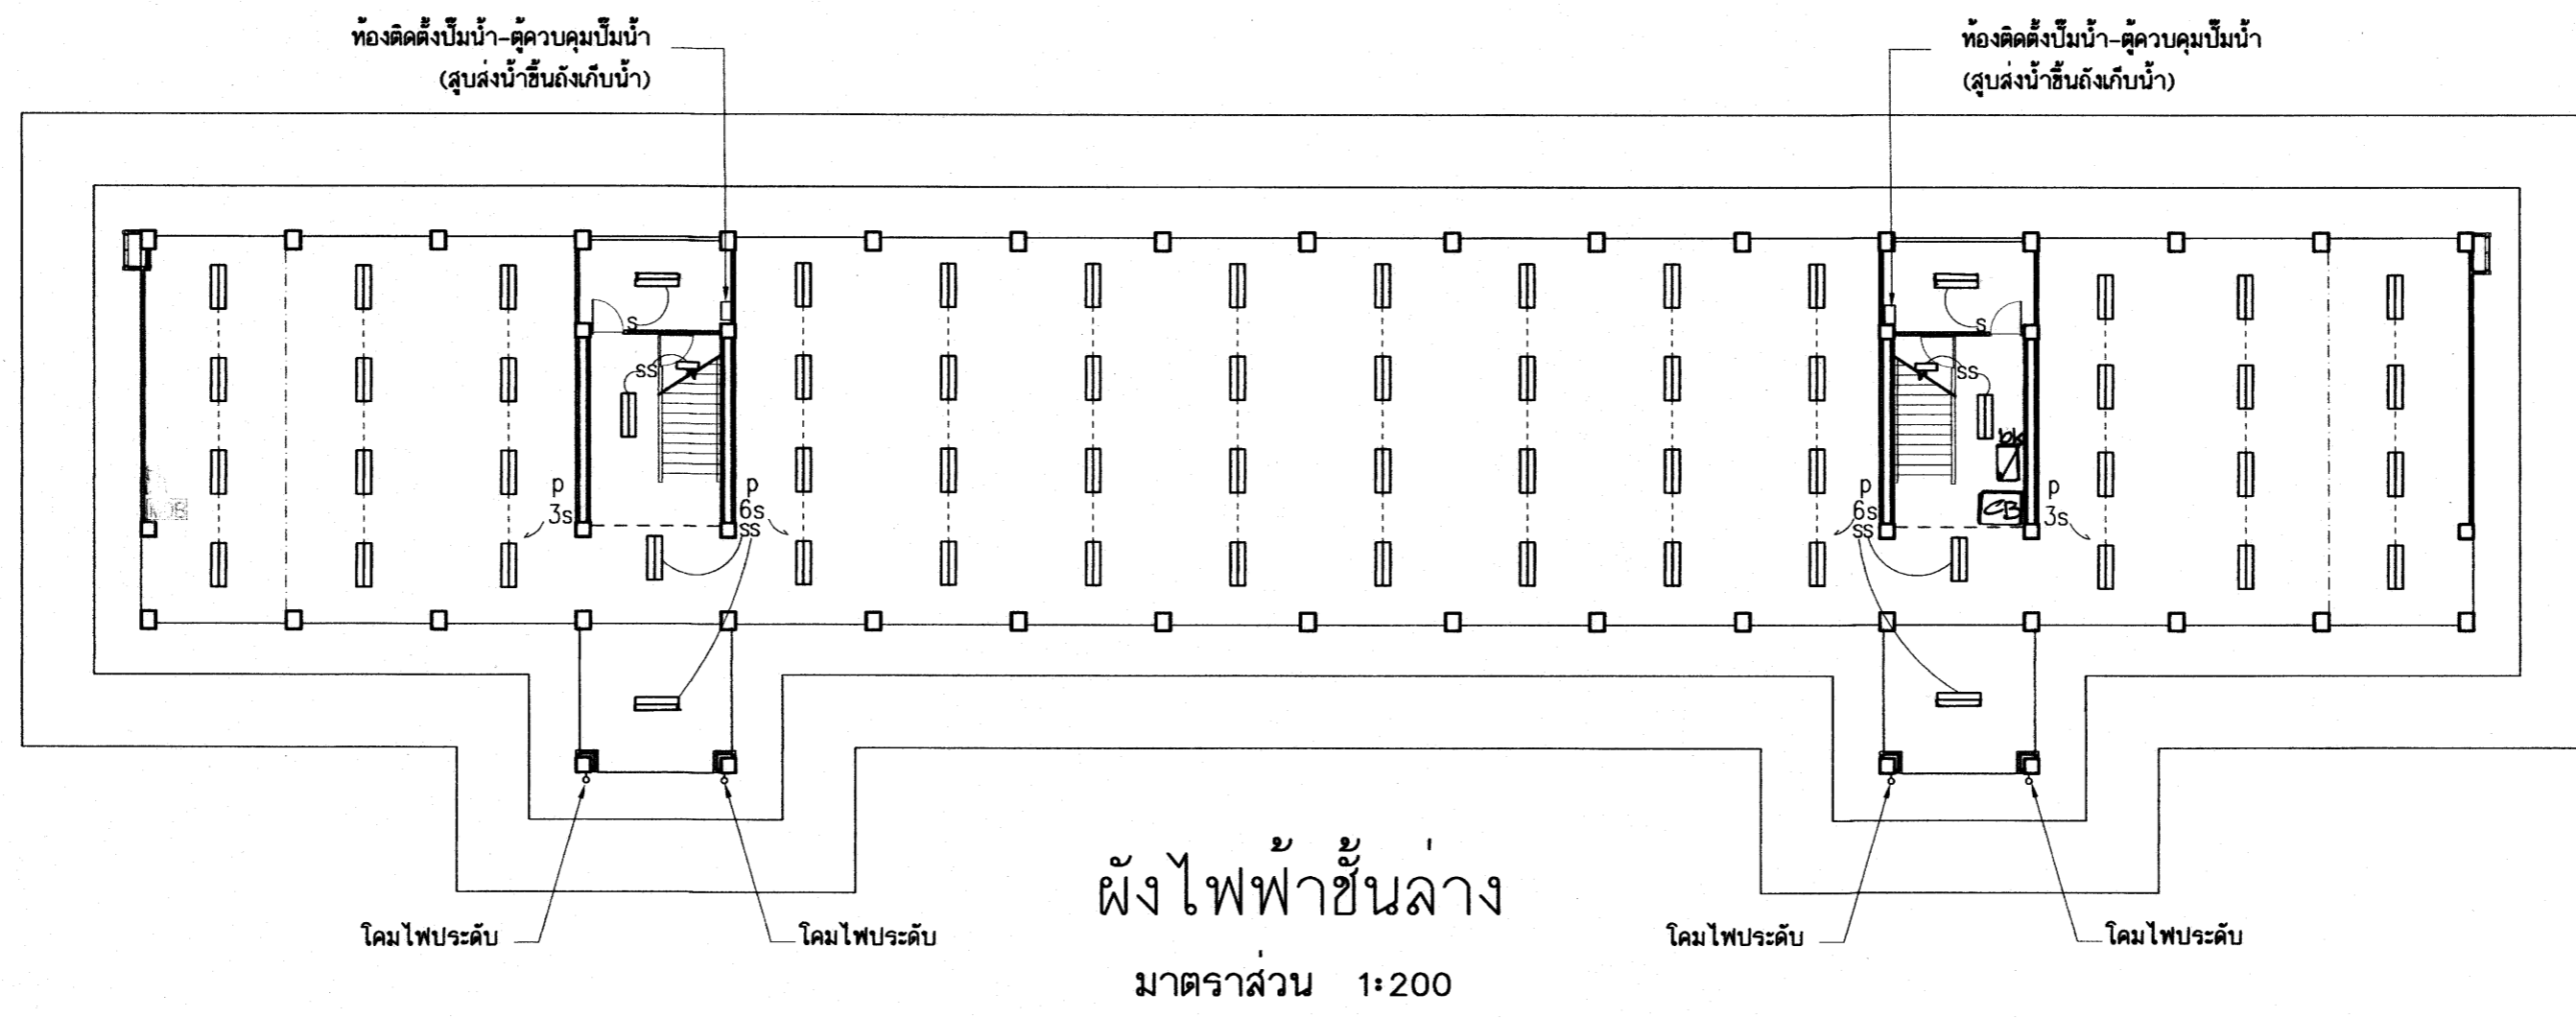 ท้องติดตั้งปั๊มน้ำ-ตู้ควบคุมปั๊มน้ำ
(สูบส่งน้ำขึ้นถังเก็บน้ำ)
ท้องติดตั้งปั๊มน้ำ-ตู้ควบคุมปั๊มน้ำ
(สูบส่งน้ำขึ้นถังเก็บน้ำ)
s
s
ss
ss
p
3s
p
6s
ss
p
6s
ss
CB
p
3s
โคมไฟประดับ
โคมไฟประดับ
โคมไฟประดับ
โคมไฟประดับ
ผังไฟฟ้าชั้นล่าง
มาตราส่วน 1:200